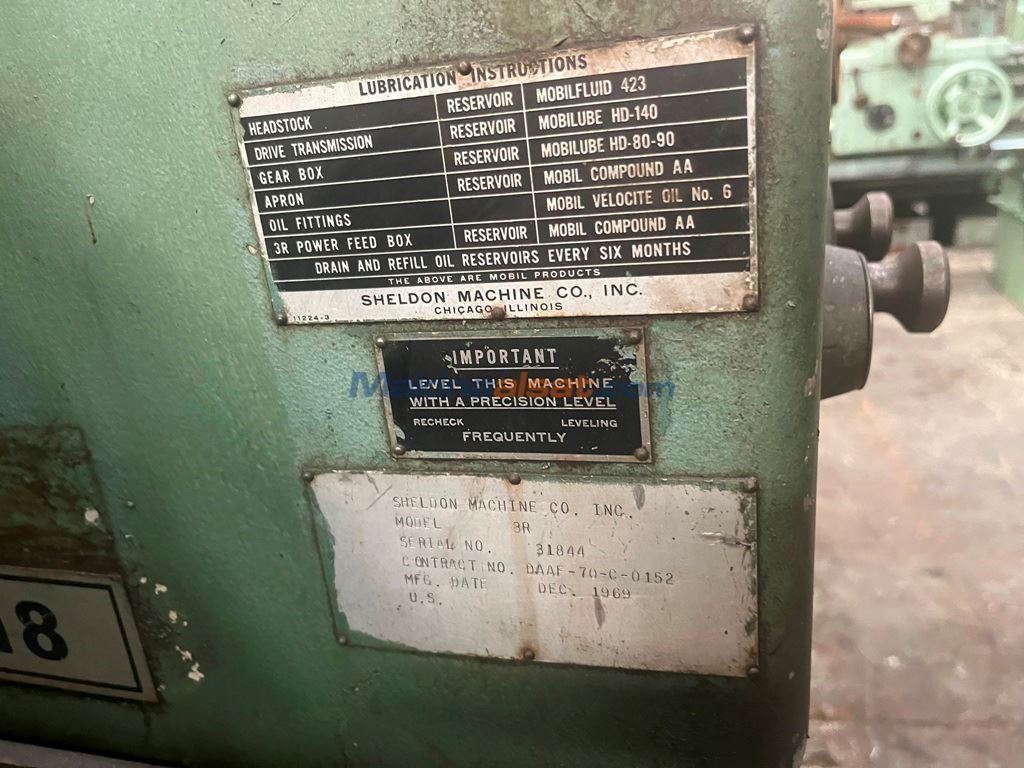 LUBRICATION INSTRUCTIONS
HEADSTOCK RESERVOIR MOBILFLUID 423
DRIVE TRANSMISSION RESERVOIR MOBILUBE HD-140
GEAR BOX RESERVOIR MOBILUBE HD-80-90
APRON RESERVOIR MOBIL COMPOUND AA
OIL FITTINGS MOBIL VELOCITE OIL No. 6
3R POWER FEED BOX RESERVOIR MOBIL COMPOUND AA
DRAIN AND REFILL OIL RESERVOIRS EVERY SIX MONTHS
THE ABOVE ARE MOBIL PRODUCTS
SHELDON MACHINE CO., INC.
CHICAGO, ILLINOIS
11224-3
IMPORTANT
LEVEL THIS MACHINE
WITH A PRECISION LEVEL
RECHECK LEVELING
FREQUENTLY
SHELDON MACHINE CO. INC.
MODEL 3R
SERIAL NO. 31844
CONTRACT NO. DAAF-70-C-0152
MFG. DATE DEC. 1969
U.S.